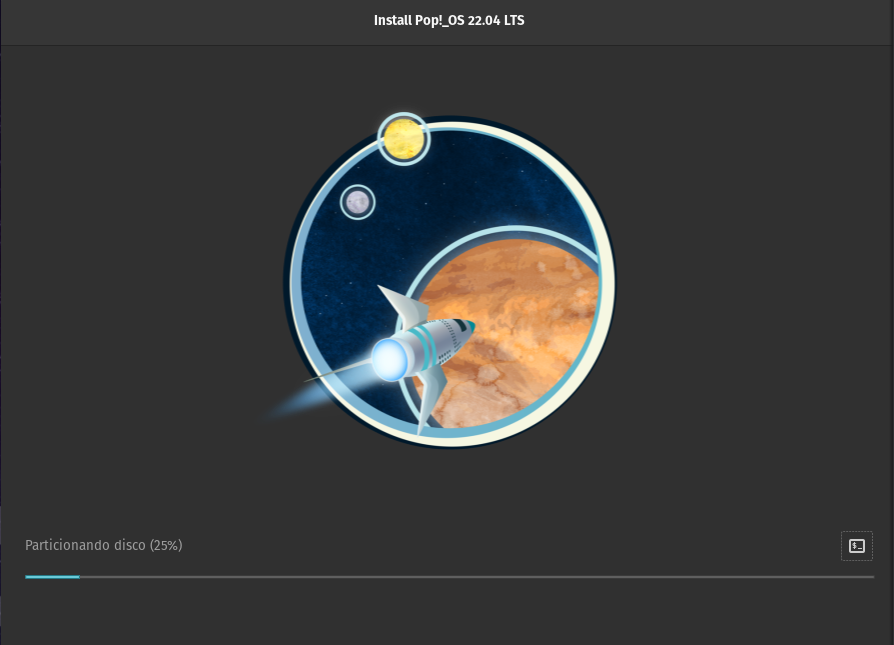 Install Pop!_OS 22.04 LTS
Particionando disco (25%)
$_